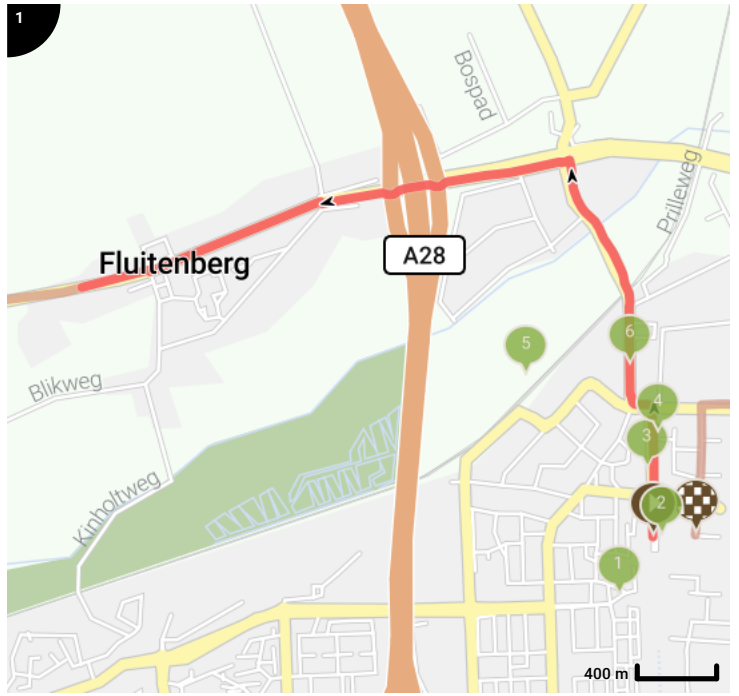 1
Bospad
Prilleweg
A28
Fluitenberg
6
5
Blikweg
4
3
Kinholtweg
2
1
400 m